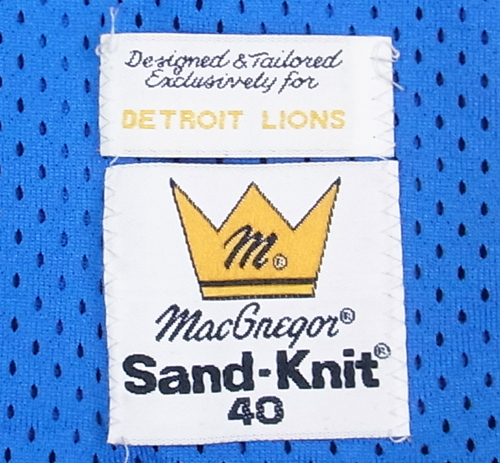 Designed & Tailored
Exclusively for
DETROIT LIONS
M.®
MacGregor®
Sand-Knit®
40